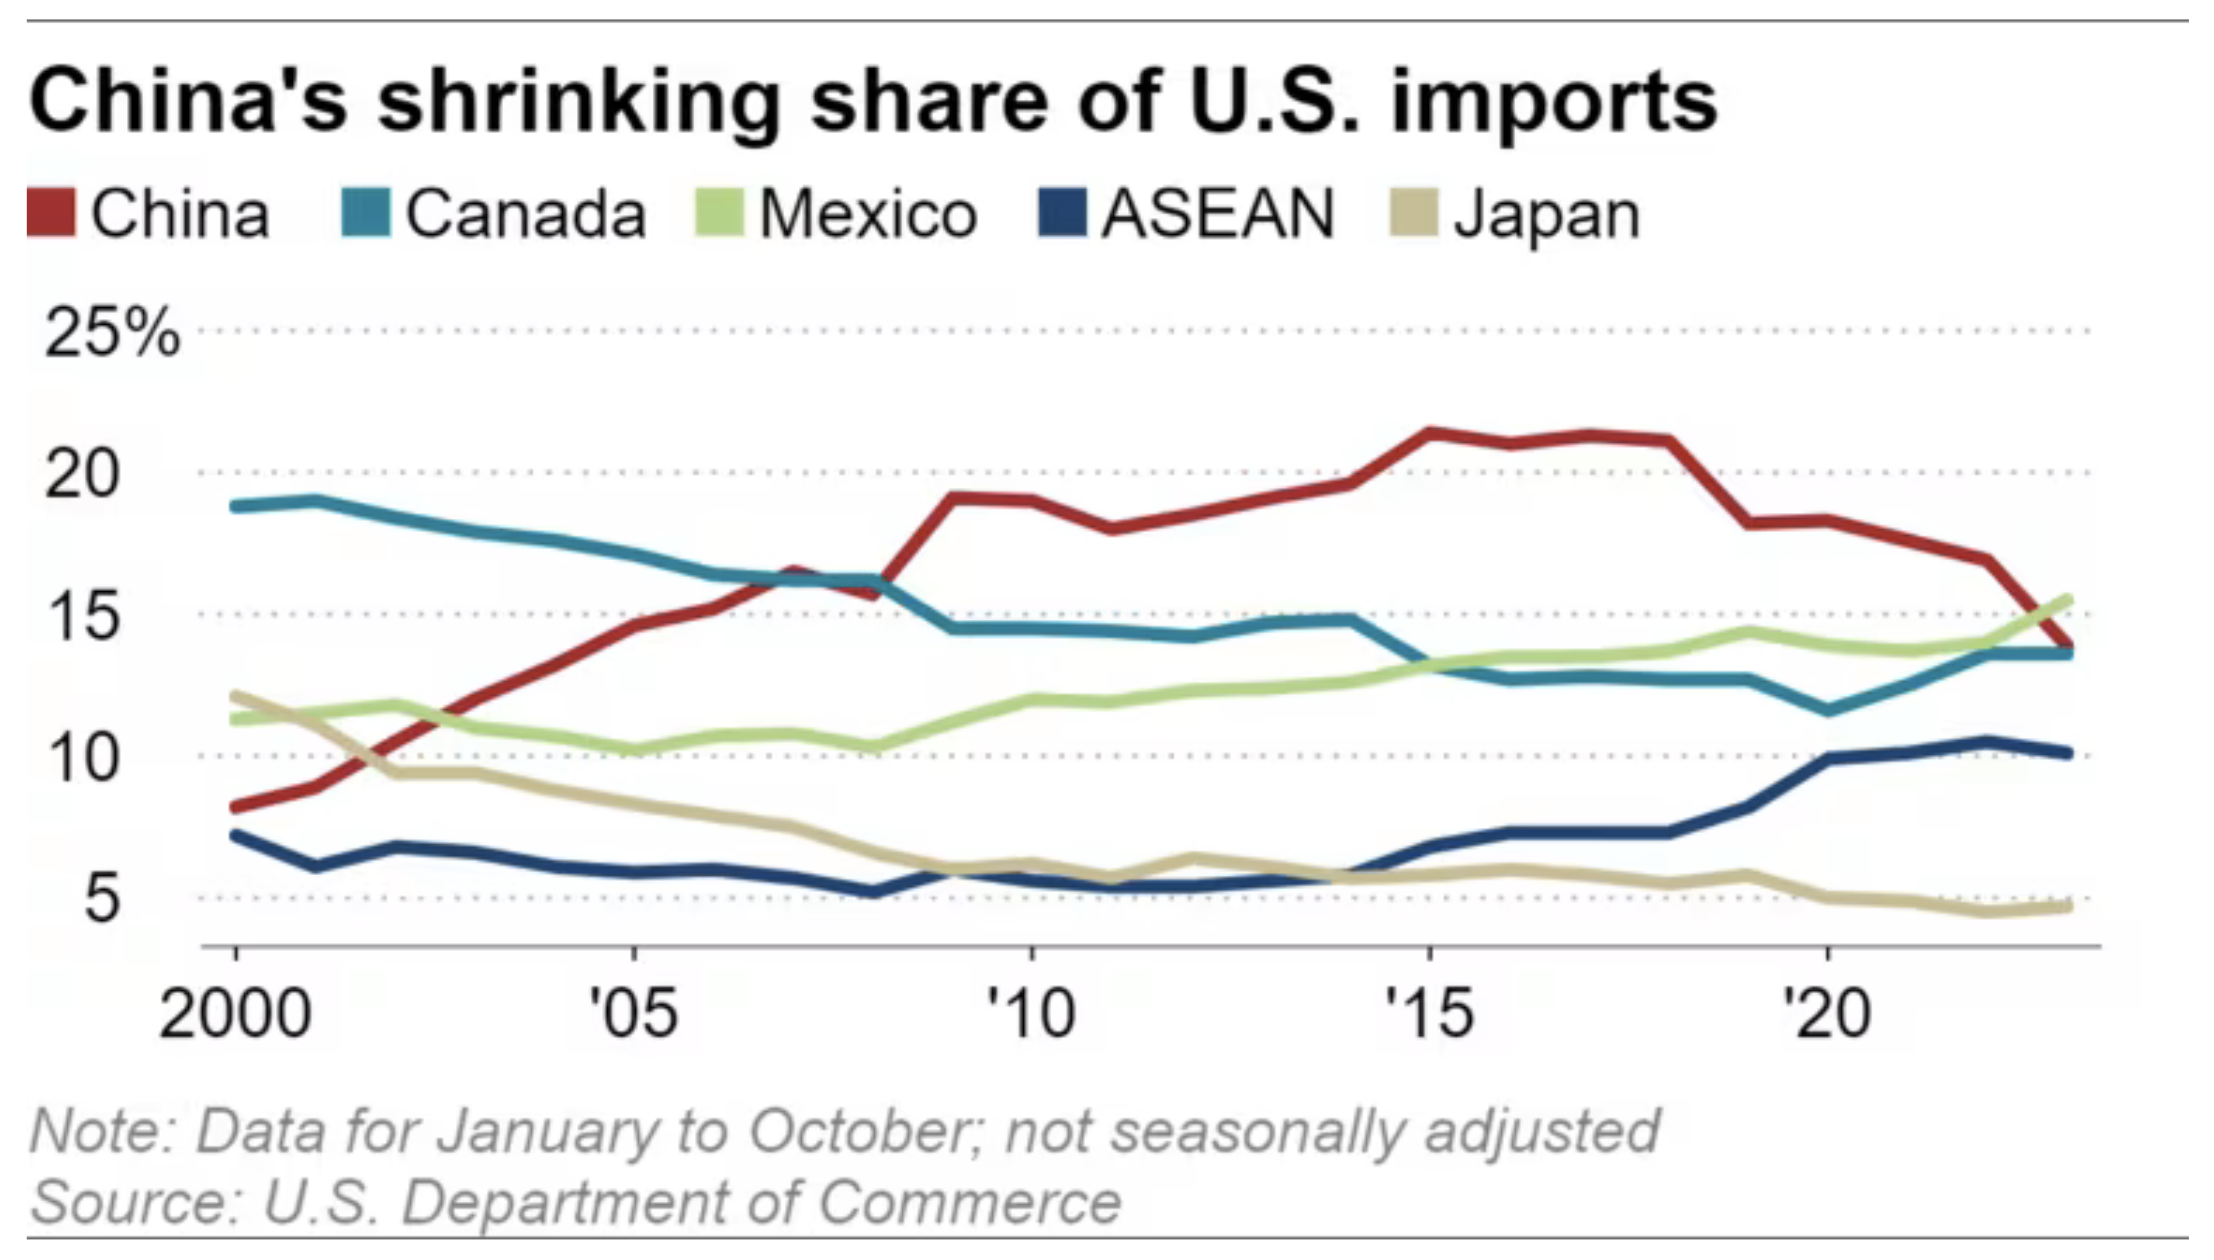 China's shrinking share of U.S. imports
China Canada Mexico ASEAN Japan
25%
20
15
10
5
2000 '05 '10 '15 '20
Note: Data for January to October; not seasonally adjusted
Source: U.S. Department of Commerce